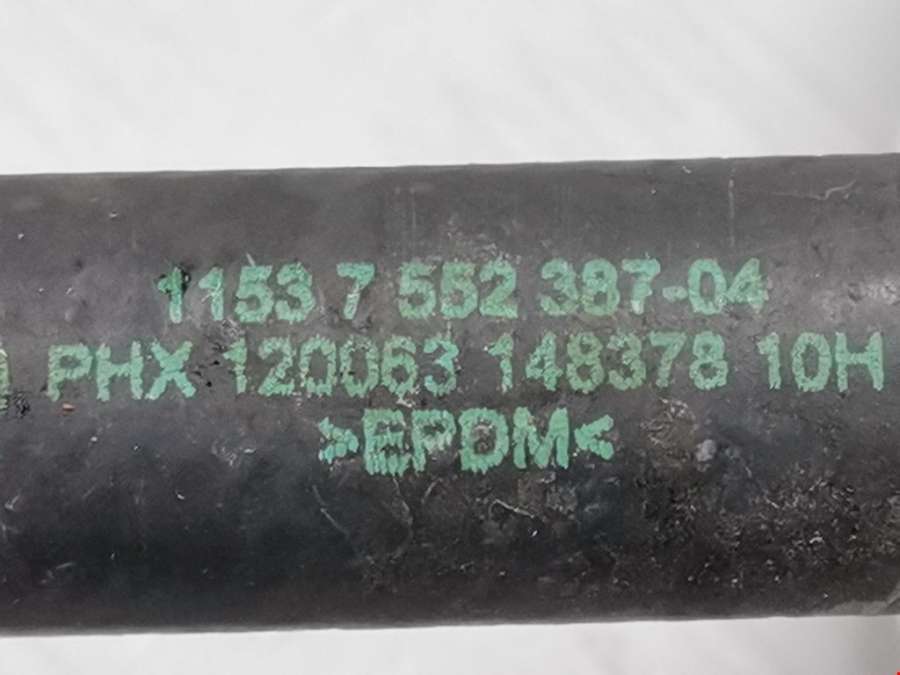 1153 7 552 387-04
PHX 120063 148378 10H
>EPDM<